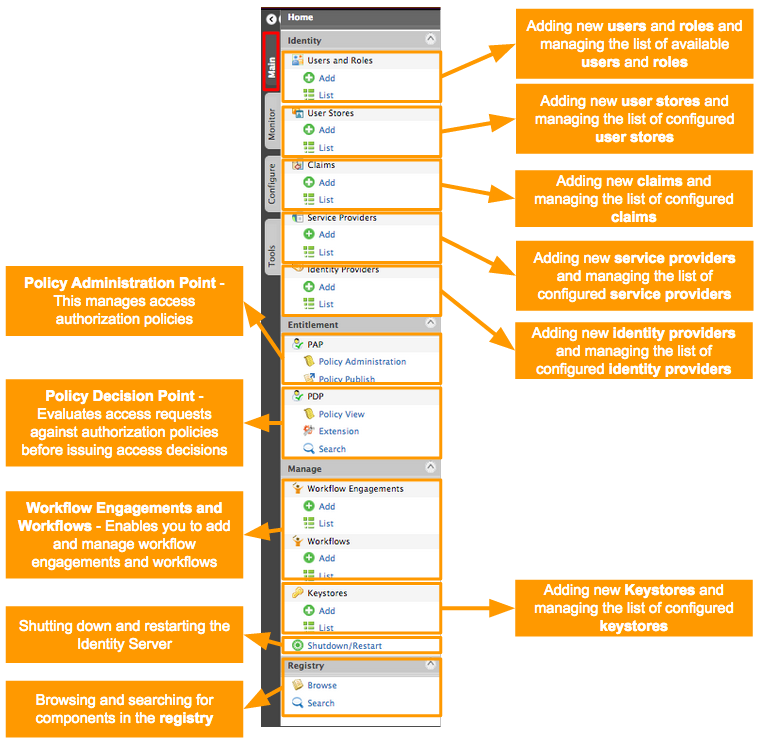 Home
Main
Monitor
Configure
Tools
Identity
Users and Roles
Add
List
User Stores
Add
List
Claims
Add
List
Service Providers
Add
List
Identity Providers
Add
List
Entitlement
PAP
Policy Administration
Policy Publish
PDP
Policy View
Extension
Search
Manage
Workflow Engagements
Add
List
Workflows
Add
List
Keystores
Add
List
Shutdown/Restart
Registry
Browse
Search
Policy Administration Point -
This manages access
authorization policies
Policy Decision Point -
Evaluates access requests
against authorization policies
before issuing access decisions
Workflow Engagements and
Workflows - Enables you to add
and manage workflow
engagements and workflows
Shutting down and restarting the
Identity Server
Browsing and searching for
components in the registry
Adding new users and roles and
managing the list of available
users and roles
Adding new user stores and
managing the list of configured
user stores
Adding new claims and
managing the list of configured
claims
Adding new service providers
and managing the list of
configured service providers
Adding new identity providers
and managing the list of
configured identity providers
Adding new Keystores and
managing the list of configured
keystores